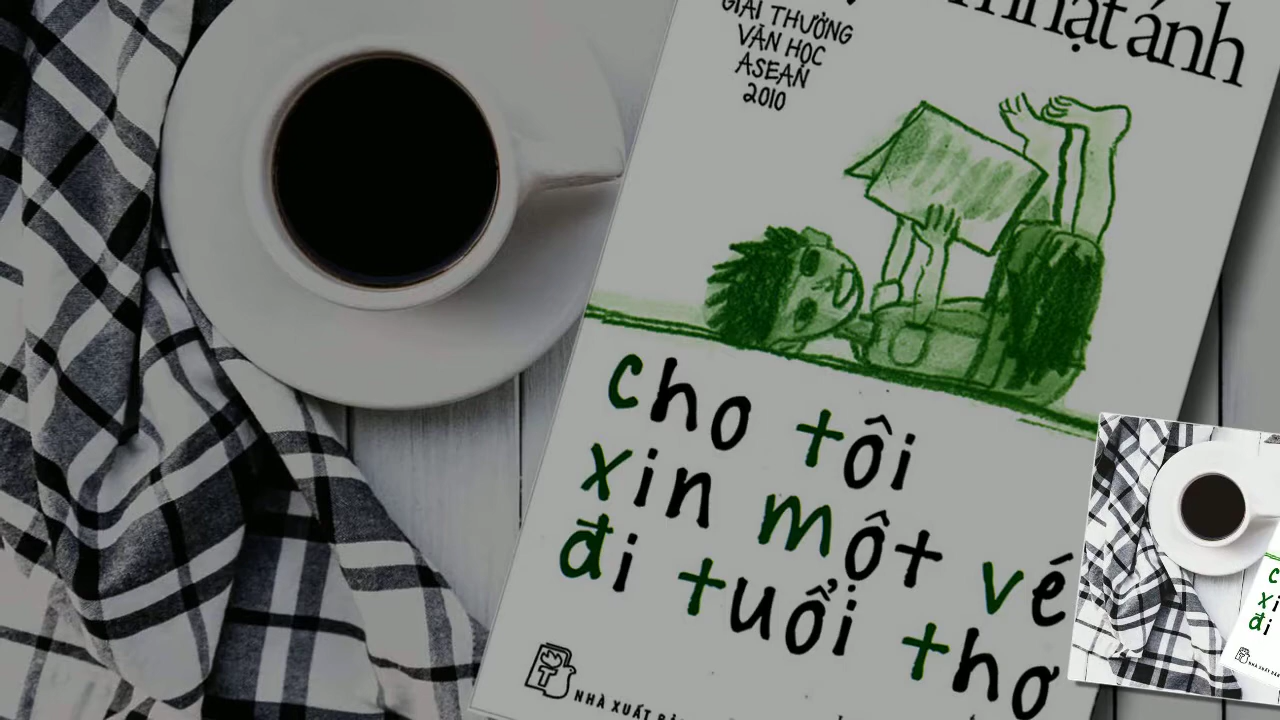 nhật ánh
GIẢI THƯỞNG
VĂN HỌC
ASEAN
2010
cho tôi
xin một vé
đi tuổi thơ
NHÀ XUẤT